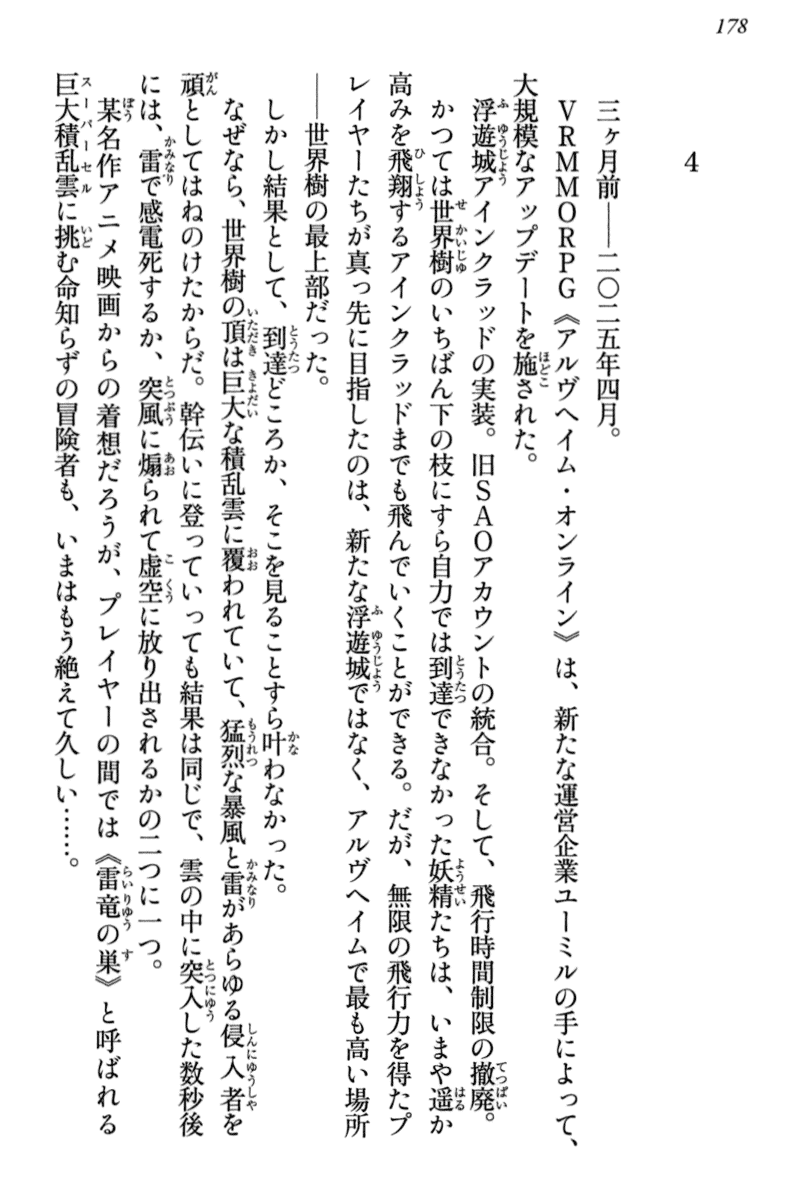 178
4
三ヶ月前――二〇二五年四月。
VRMMORPG《アルヴヘイム・オンライン》は、新たな運営企業ユーミルの手によって、
大規模なアップデートを施された。
浮遊城アインクラッドの実装。旧SAOアカウントの統合。そして、飛行時間制限の撤廃。
かつては世界樹のいちばん下の枝にすら自力では到達できなかった妖精たちは、いまや遥か
高みを飛翔するアインクラッドまでも飛んでいくことができる。だが、無限の飛行力を得たプ
レイヤーたちが真っ先に目指したのは、新たな浮遊城ではなく、アルヴヘイムで最も高い場所
――世界樹の最上部だった。
しかし結果として、到達どころか、そこを見ることすら叶わなかった。
なぜなら、世界樹の頂は巨大な積乱雲に覆われていて、猛烈な暴風と雷があらゆる侵入者を
頑としてはねのけたからだ。幹伝いに登っていっても結果は同じで、雲の中に突入した数秒後
には、雷で感電死するか、突風に煽られて虚空に放り出されるかの二つに一つ。
某名作アニメ映画からの着想だろうが、プレイヤーの間では《雷竜の巣》と呼ばれる
巨大積乱雲に挑む命知らずの冒険者も、いまはもう絶えて久しい……。